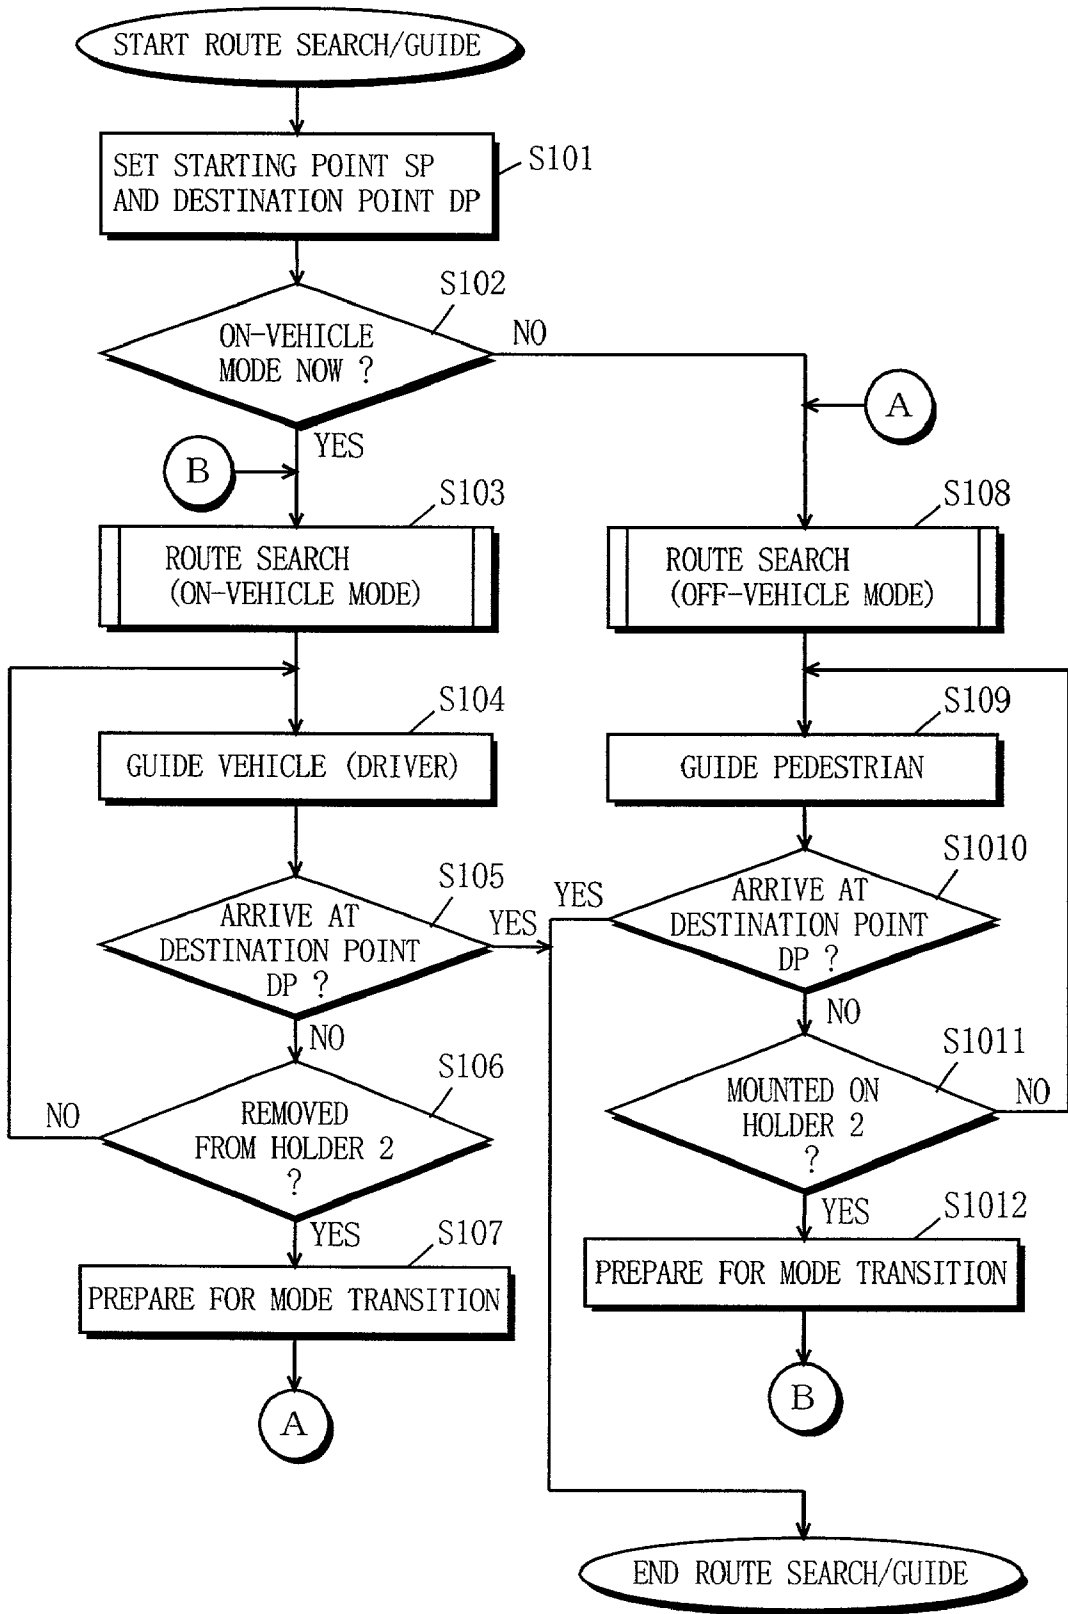 START ROUTE SEARCH/GUIDE
SET STARTING POINT SP
AND DESTINATION POINT DP
S101
S102
ON-VEHICLE
MODE NOW ?
NO
A
YES
B
S103
ROUTE SEARCH
(ON-VEHICLE MODE)
S108
ROUTE SEARCH
(OFF-VEHICLE MODE)
S104
GUIDE VEHICLE (DRIVER)
S109
GUIDE PEDESTRIAN
S105
ARRIVE AT
DESTINATION POINT
DP ?
YES
NO
S1010
YES
ARRIVE AT
DESTINATION POINT
DP ?
NO
S106
NO
REMOVED
FROM HOLDER 2
?
YES
S1011
MOUNTED ON
HOLDER 2
?
NO
YES
S107
PREPARE FOR MODE TRANSITION
A
S1012
PREPARE FOR MODE TRANSITION
B
END ROUTE SEARCH/GUIDE